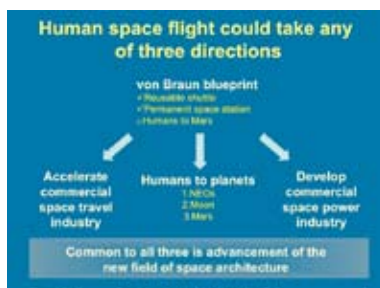 Human space flight could take any
of three directions
von Braun blueprint
✓Reusable shuttle
✓Permanent space station
Humans to Mars
Accelerate
commercial
space travel
industry
Humans to planets
1.NEOs
2.Moon
3.Mars
Develop
commercial
space power
industry
Common to all three is advancement of the
new field of space architecture